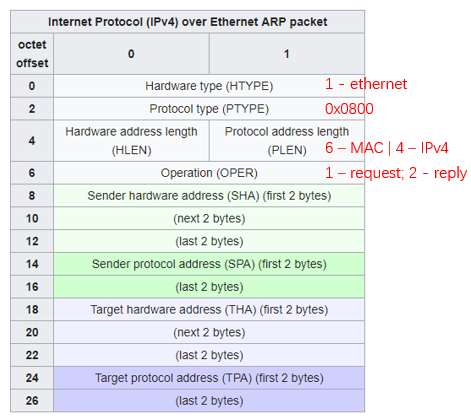 Internet Protocol (IPv4) over Ethernet ARP packet
octet offset 0 1
0 Hardware type (HTYPE) 1 - ethernet
2 Protocol type (PTYPE) 0x0800
4 Hardware address length (HLEN) Protocol address length (PLEN) 6 – MAC | 4 – IPv4
6 Operation (OPER) 1 – request; 2 - reply
8 Sender hardware address (SHA) (first 2 bytes)
10 (next 2 bytes)
12 (last 2 bytes)
14 Sender protocol address (SPA) (first 2 bytes)
16 (last 2 bytes)
18 Target hardware address (THA) (first 2 bytes)
20 (next 2 bytes)
22 (last 2 bytes)
24 Target protocol address (TPA) (first 2 bytes)
26 (last 2 bytes)